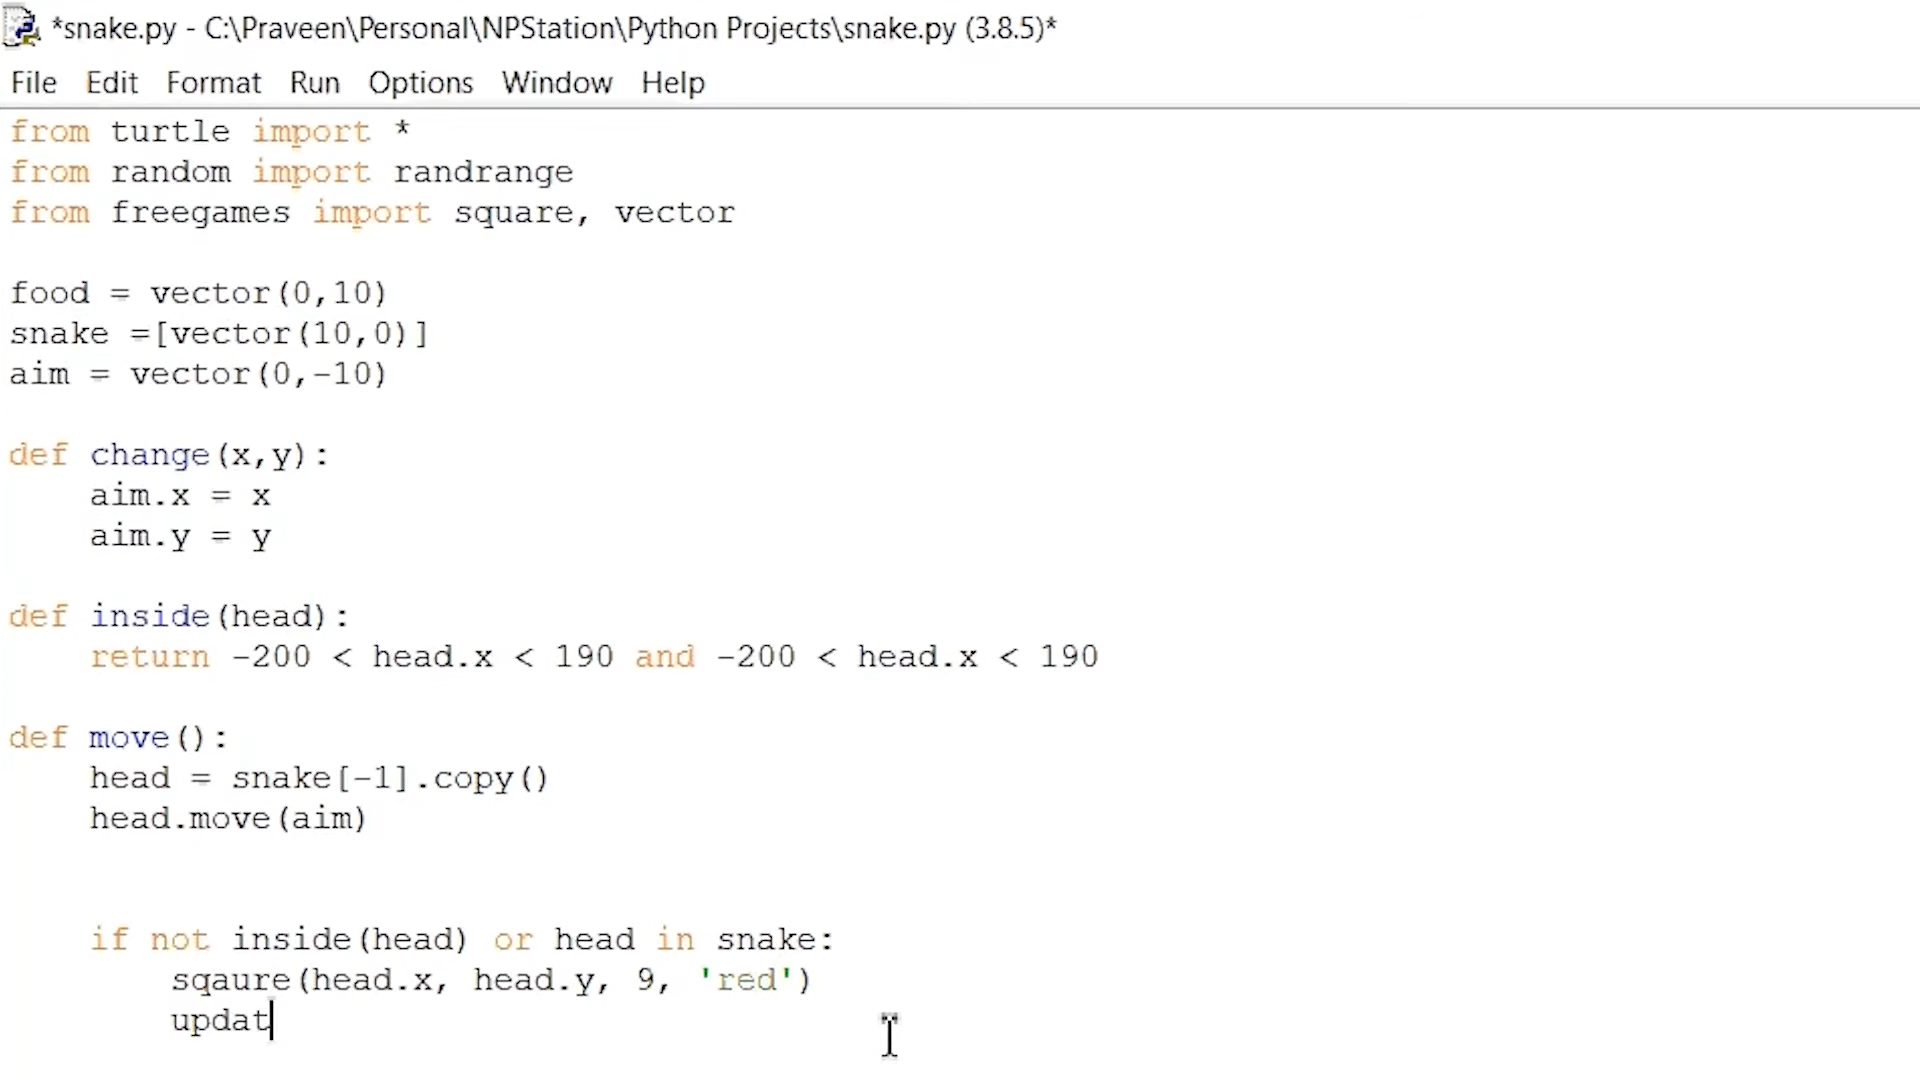 *snake.py - C:\Praveen\Personal\NPStation\Python Projects\snake.py (3.8.5)*
File Edit Format Run Options Window Help
from turtle import *
from random import randrange
from freegames import square, vector
food = vector(0,10)
snake =[vector(10,0)]
aim = vector(0,-10)
def change(x,y):
    aim.x = x
    aim.y = y
def inside(head):
    return -200 < head.x < 190 and -200 < head.x < 190
def move():
    head = snake[-1].copy()
    head.move(aim)
    if not inside(head) or head in snake:
        sqaure(head.x, head.y, 9, 'red')
        updat